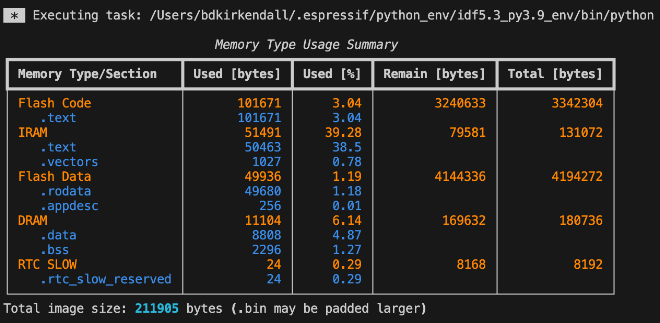 * Executing task: /Users/bdkirkendall/.espressif/python_env/idf5.3_py3.9_env/bin/python
Memory Type Usage Summary
Memory Type/Section Used [bytes] Used [%] Remain [bytes] Total [bytes]
Flash Code 101671 3.04 3240633 3342304
.text 101671 3.04
IRAM 51491 39.28 79581 131072
.text 50463 38.5
.vectors 1027 0.78
Flash Data 49936 1.19 4144336 4194272
.rodata 49680 1.18
.appdesc 256 0.01
DRAM 11104 6.14 169632 180736
.data 8808 4.87
.bss 2296 1.27
RTC SLOW 24 0.29 8168 8192
.rtc_slow_reserved 24 0.29
Total image size: 211905 bytes (.bin may be padded larger)